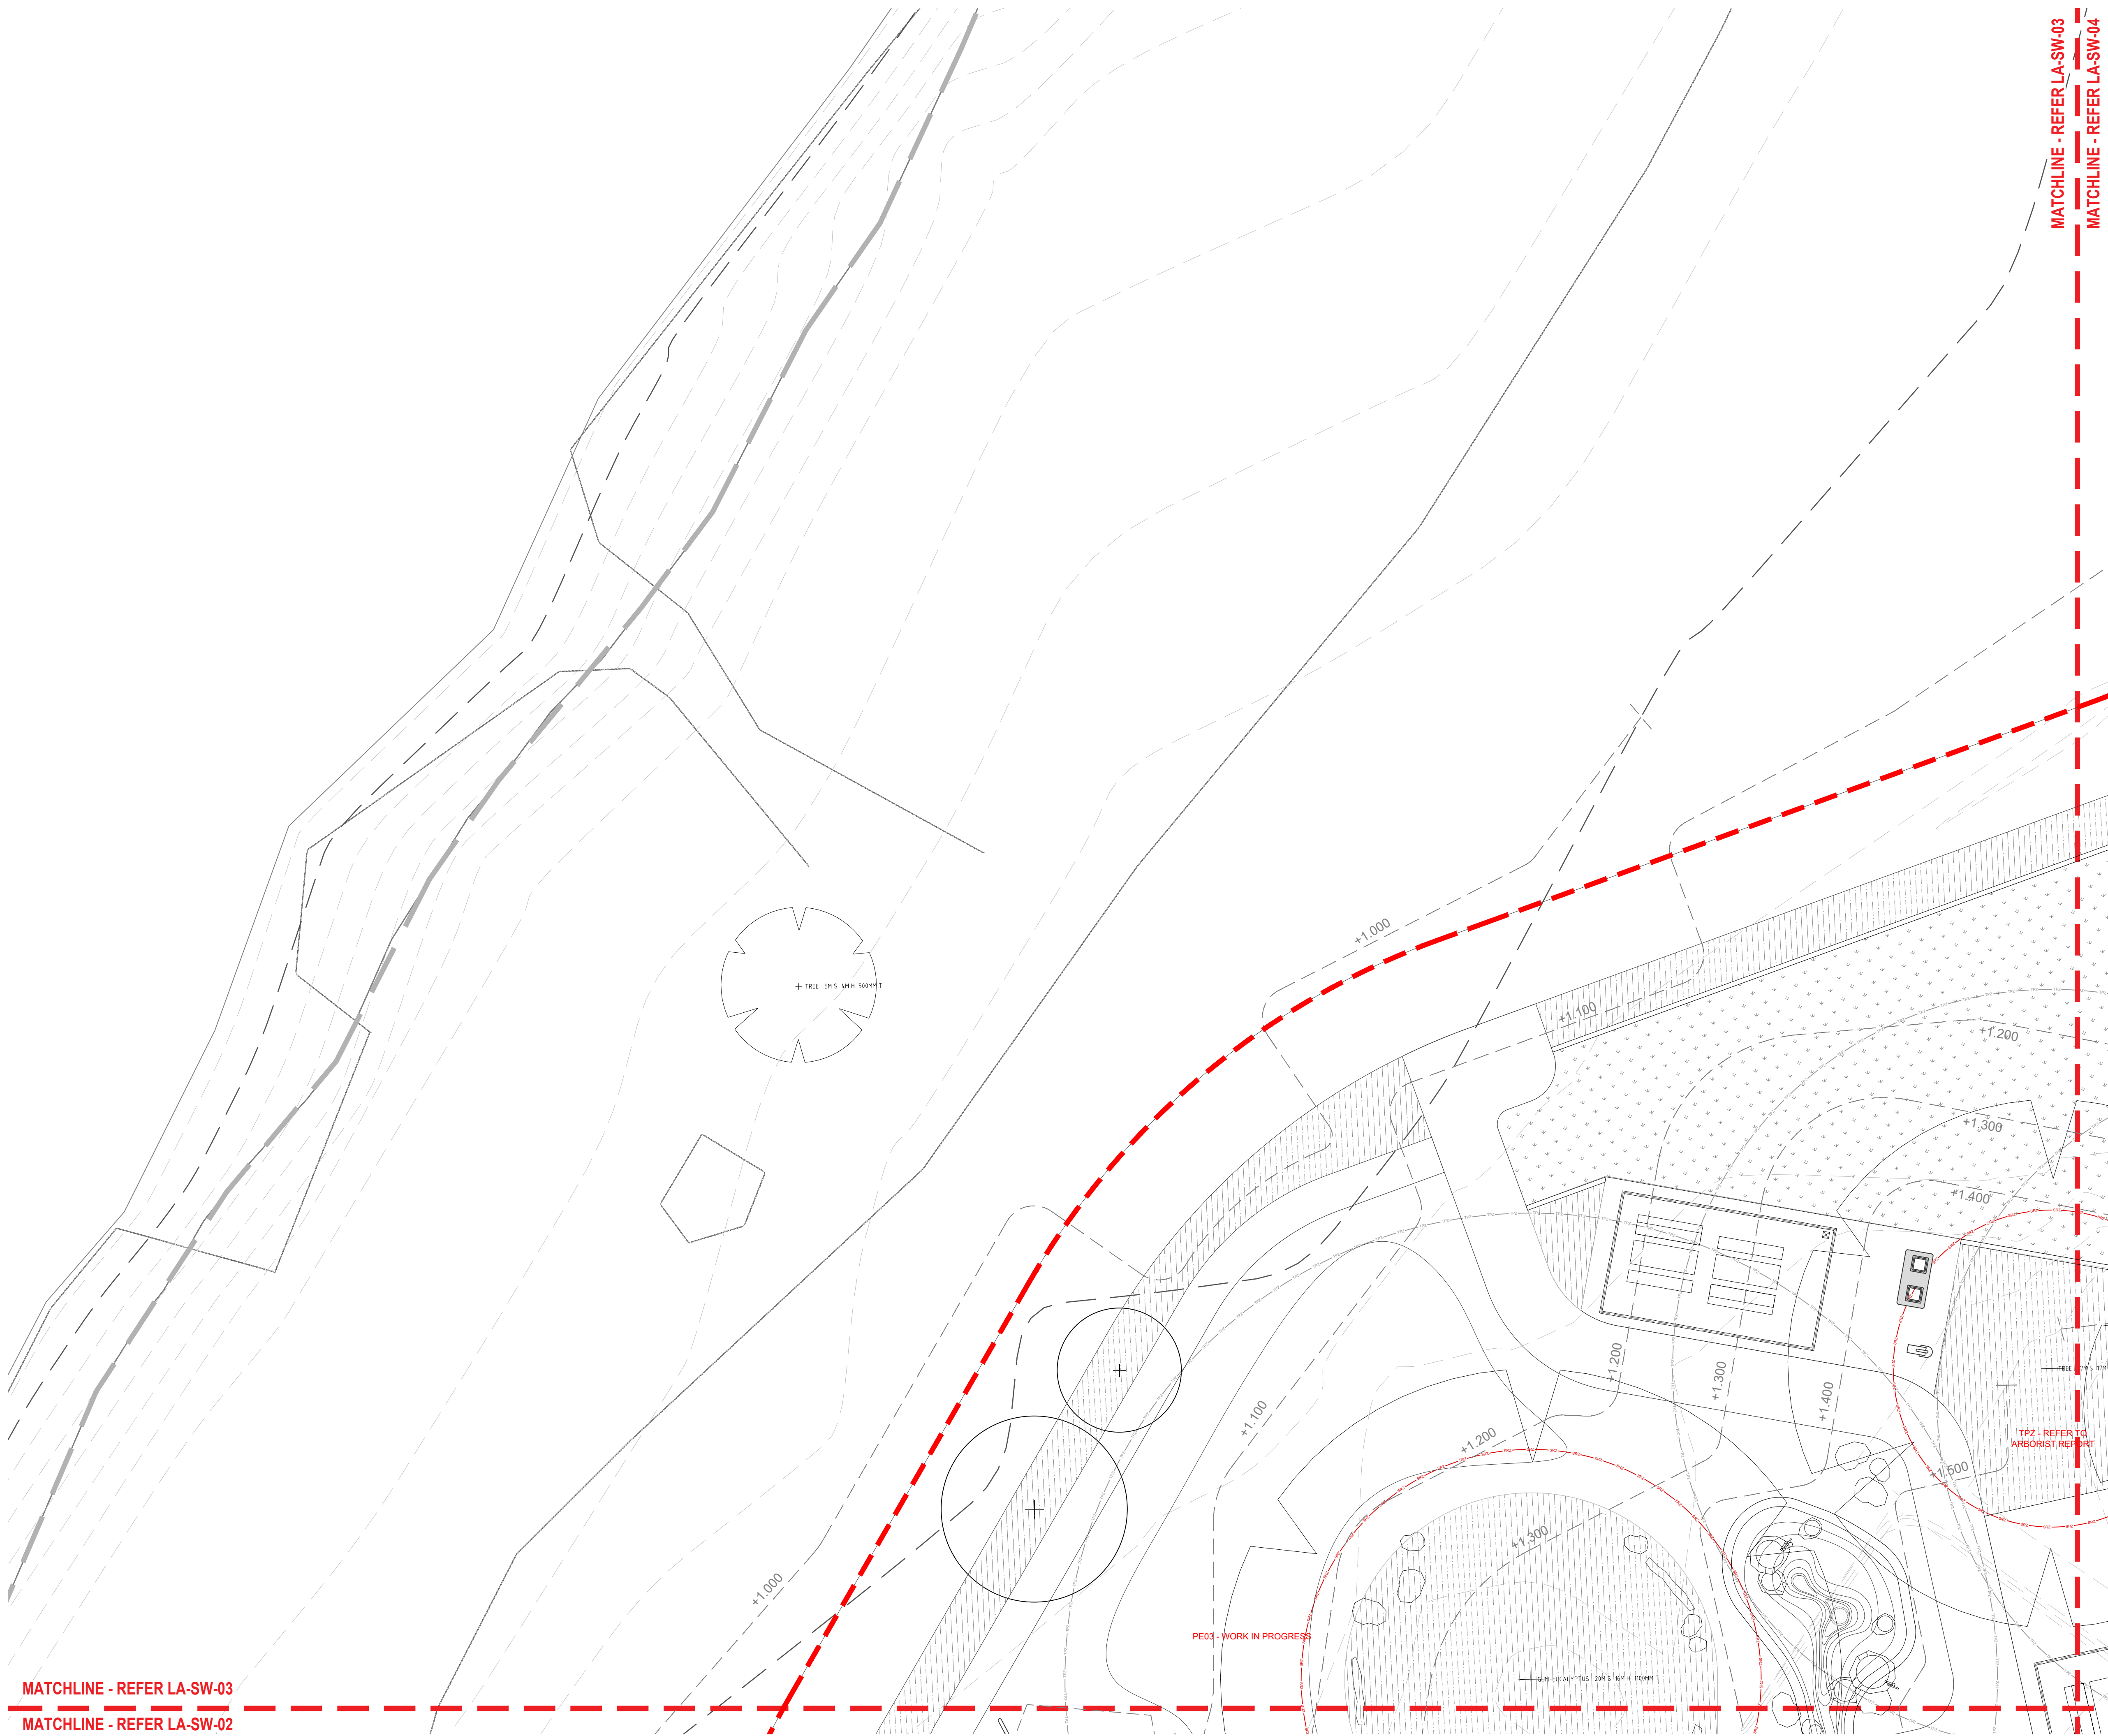 MATCHLINE - REFER LA-SW-03
MATCHLINE - REFER LA-SW-04
+1.000
+1.100
+1.200
TREE 5M S 4M H 500MM T
+1.300
+1.400
+1.200
+1.300
+1.400
+1.100
+1.200
+1.500
TPZ - REFER TO
ARBORIST REPORT
+1.300
+1.000
PE03 - WORK IN PROGRESS
GUM-EUCALYPTUS 20M S 16M H 1100MM T
MATCHLINE - REFER LA-SW-03
MATCHLINE - REFER LA-SW-02